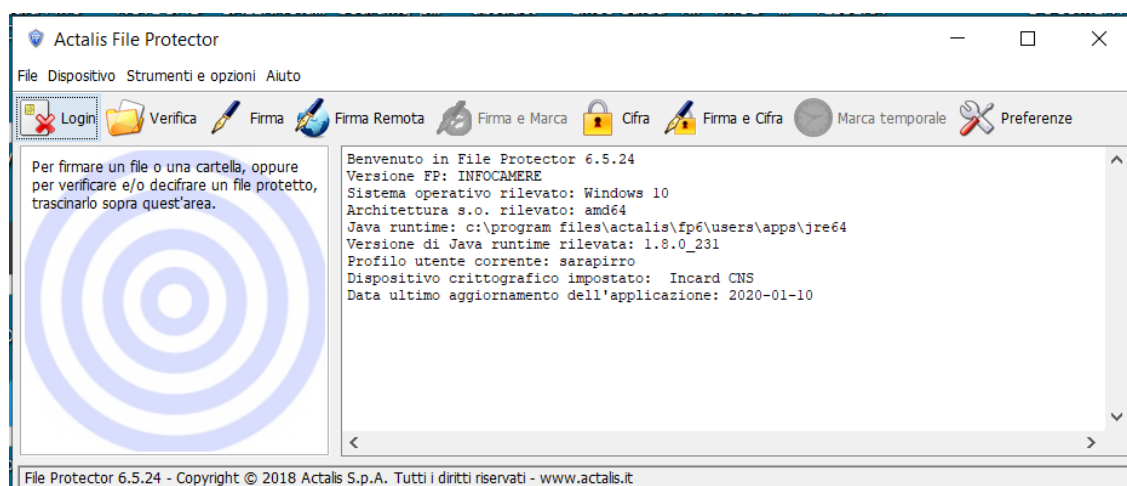 Actalis File Protector
File Dispositivo Strumenti e opzioni Aiuto
Login Verifica Firma Firma Remota Firma e Marca Cifra Firma e Cifra Marca temporale Preferenze
Per firmare un file o una cartella, oppure
per verificare e/o decifrare un file protetto,
trascinarlo sopra quest'area.
Benvenuto in File Protector 6.5.24
Versione FP: INFOCAMERE
Sistema operativo rilevato: Windows 10
Architettura s.o. rilevato: amd64
Java runtime: c:\program files\actalis\fp6\users\apps\jre64
Versione di Java runtime rilevata: 1.8.0_231
Profilo utente corrente: sarapirro
Dispositivo crittografico impostato:  Incard CNS
Data ultimo aggiornamento dell'applicazione: 2020-01-10
File Protector 6.5.24 - Copyright © 2018 Actalis S.p.A. Tutti i diritti riservati - www.actalis.it